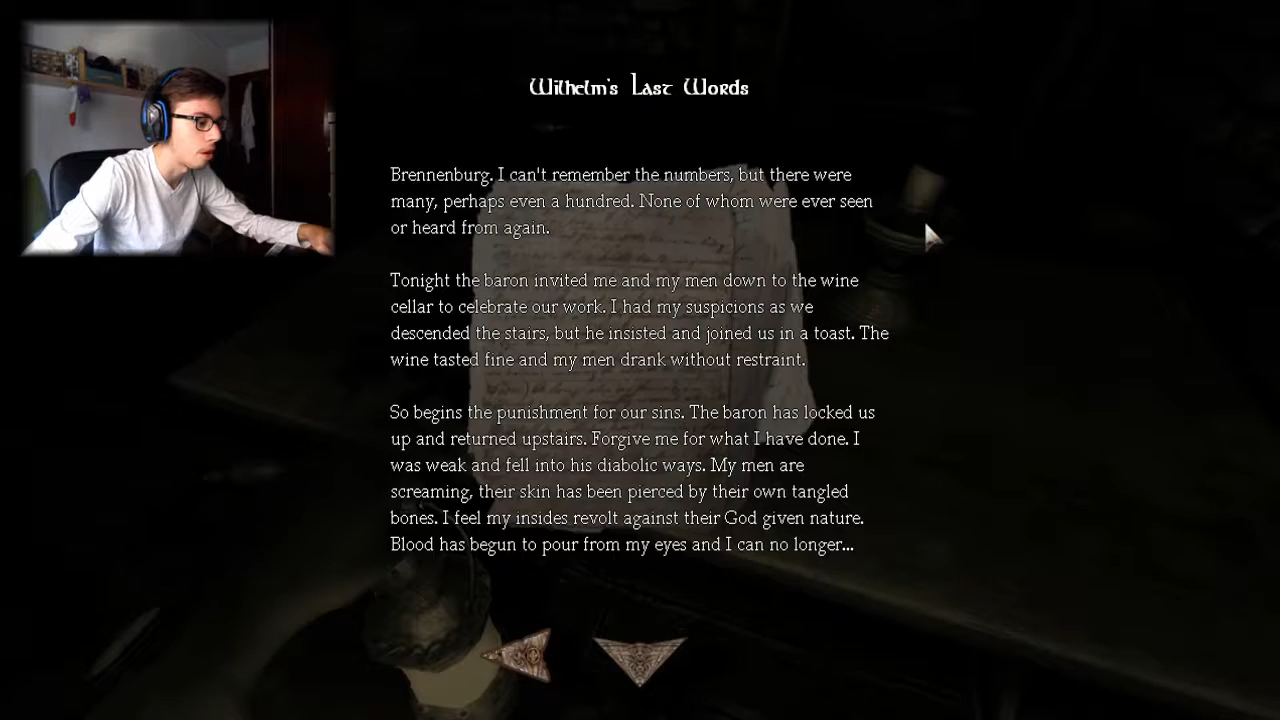 Wilhelm's Last Words
Brennenburg. I can't remember the numbers, but there were
many, perhaps even a hundred. None of whom were ever seen
or heard from again.
Tonight the baron invited me and my men down to the wine
cellar to celebrate our work. I had my suspicions as we
descended the stairs, but he insisted and joined us in a toast. The
wine tasted fine and my men drank without restraint.
So begins the punishment for our sins. The baron has locked us
up and returned upstairs. Forgive me for what I have done. I
was weak and fell into his diabolic ways. My men are
screaming, their skin has been pierced by their own tangled
bones. I feel my insides revolt against their God given nature.
Blood has begun to pour from my eyes and I can no longer...